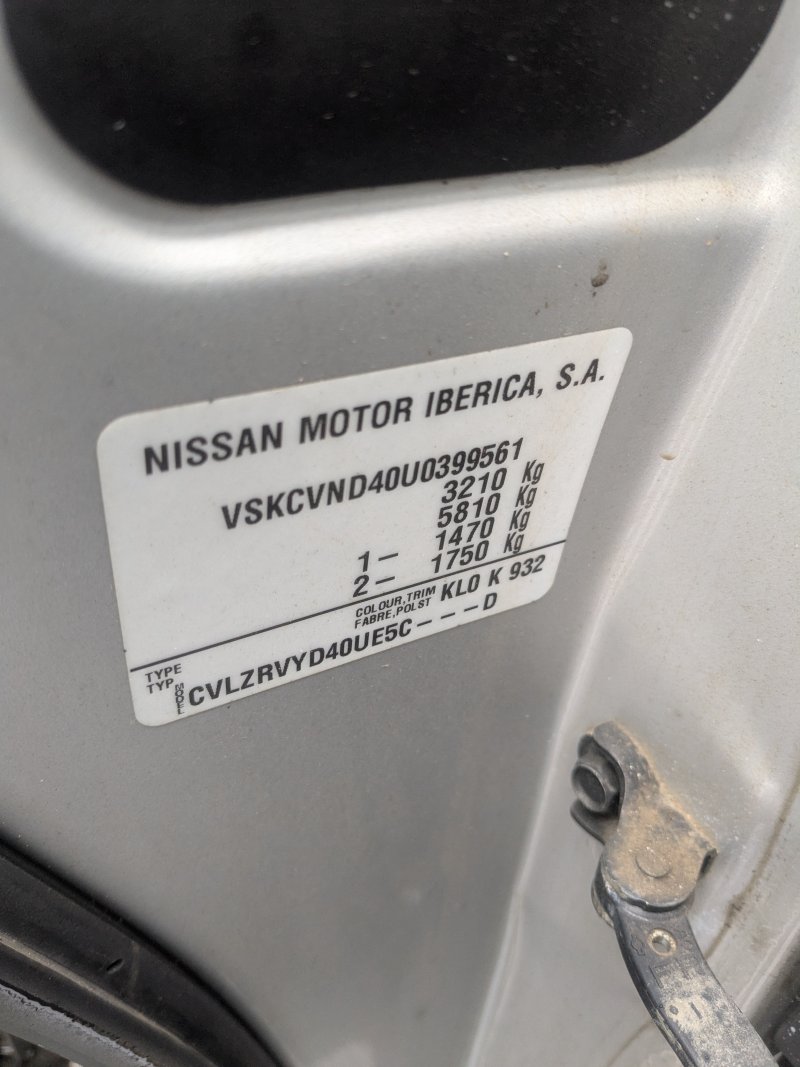 NISSAN MOTOR IBERICA, S.A.
VSKCVND40U0399561
3210 Kg
5810 Kg
1- 1470 Kg
2- 1750 Kg
COLOUR,TRIM
FABRE,POLST
KL0 K 932
TYPE
TYP
MODEL
CVLZRVYD40UE5C---D